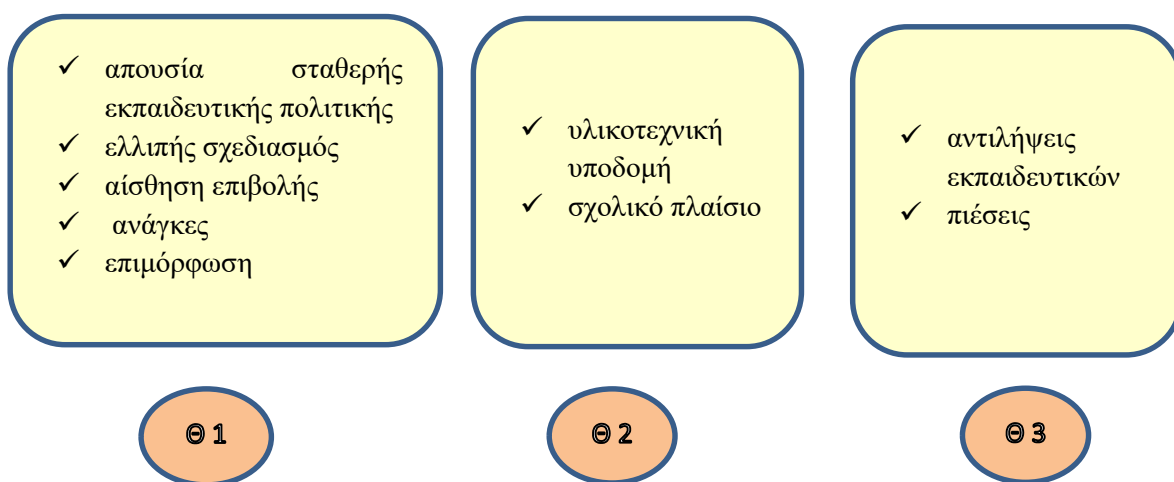 ✓ απουσία σταθερής
εκπαιδευτικής πολιτικής
✓ ελλιπής σχεδιασμός
✓ αίσθηση επιβολής
✓ ανάγκες
✓ επιμόρφωση
✓ υλικοτεχνική
υποδομή
✓ σχολικό πλαίσιο
✓ αντιλήψεις
εκπαιδευτικών
✓ πιέσεις
Θ 1
Θ 2
Θ 3